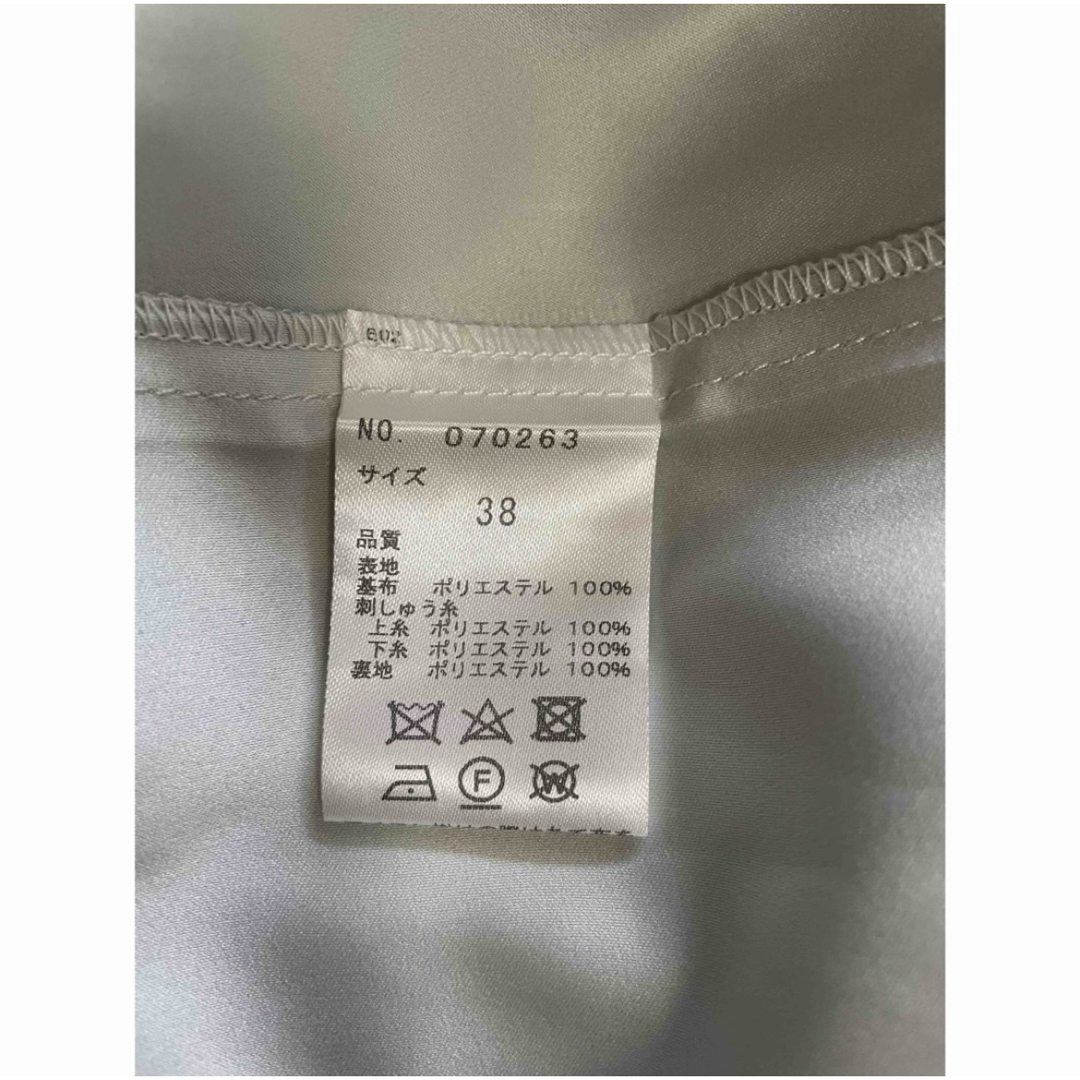 602
NO. 070263
サイズ
38
品質
表地
基布 ポリエステル 100%
刺しゅう糸
上糸 ポリエステル 100%
下糸 ポリエステル 100%
裏地 ポリエステル 100%
F W